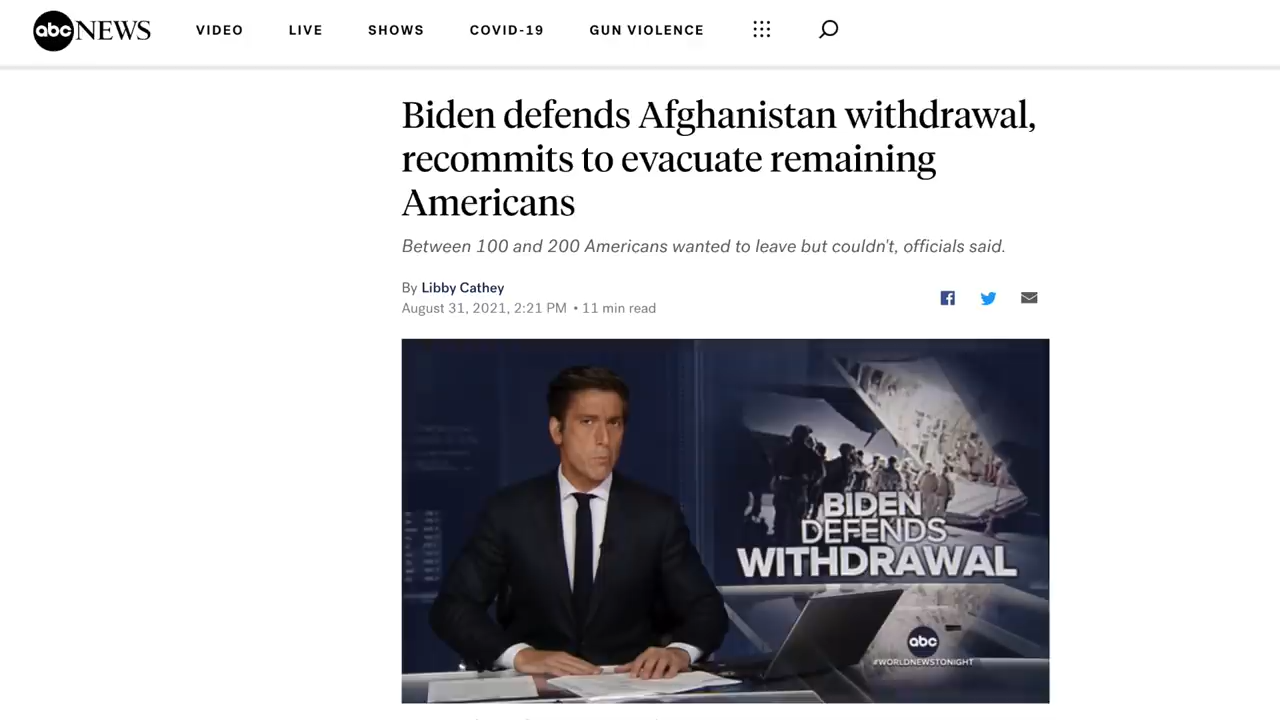 abc NEWS VIDEO LIVE SHOWS COVID-19 GUN VIOLENCE
Biden defends Afghanistan withdrawal,
recommits to evacuate remaining
Americans
Between 100 and 200 Americans wanted to leave but couldn't, officials said.
By Libby Cathey
August 31, 2021, 2:21 PM • 11 min read
BIDEN
DEFENDS
WITHDRAWAL
abc
#WORLDNEWSTONIGHT